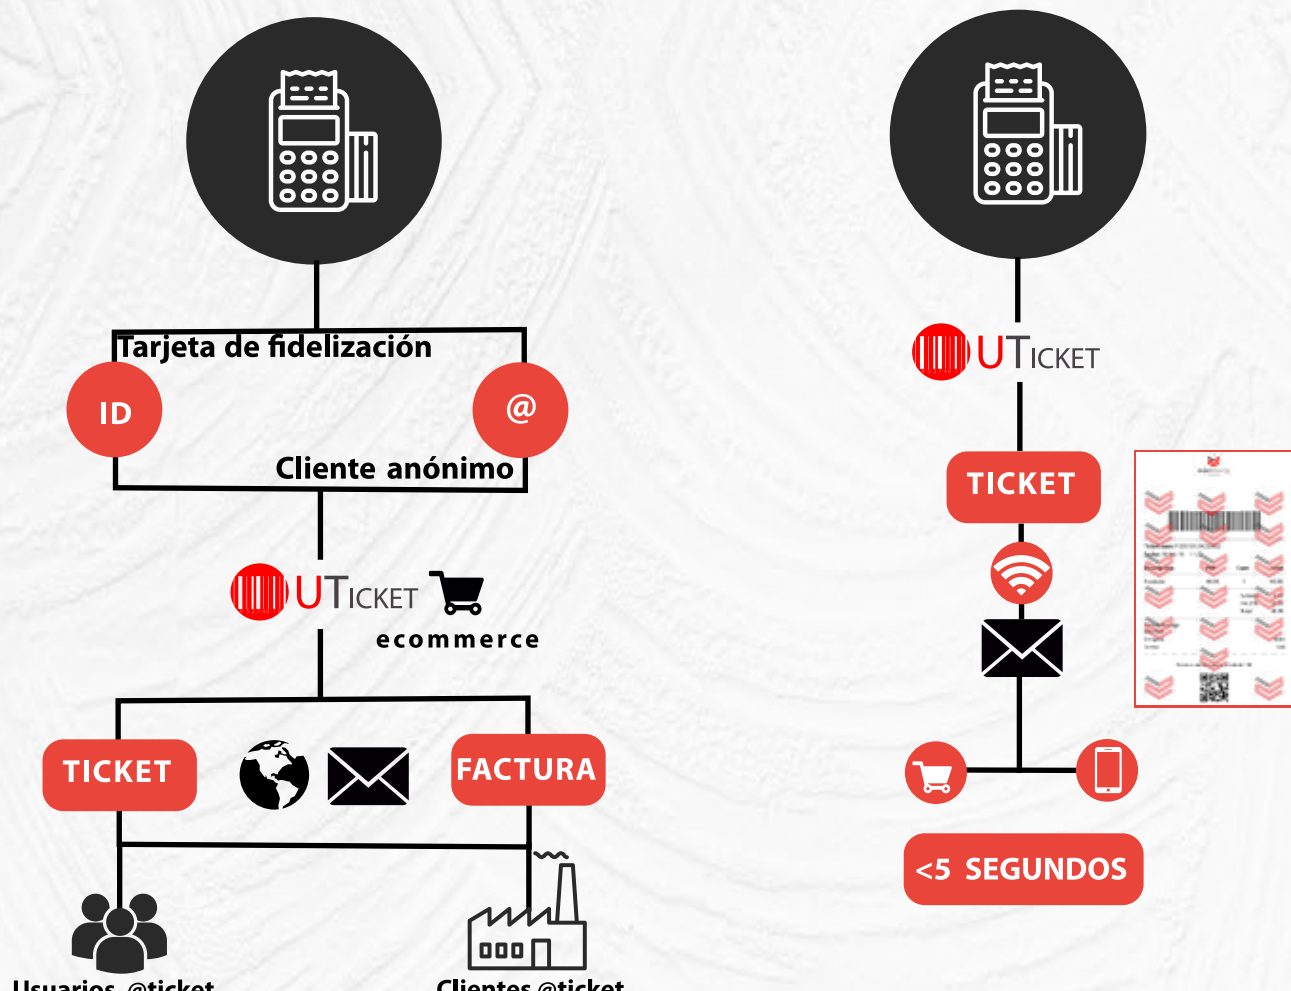 Tarjeta de fidelización
ID
@
Cliente anónimo
UTICKET
ecommerce
TICKET
FACTURA
Usuarios @ticket
Clientes @ticket
UTICKET
TICKET
<5 SEGUNDOS